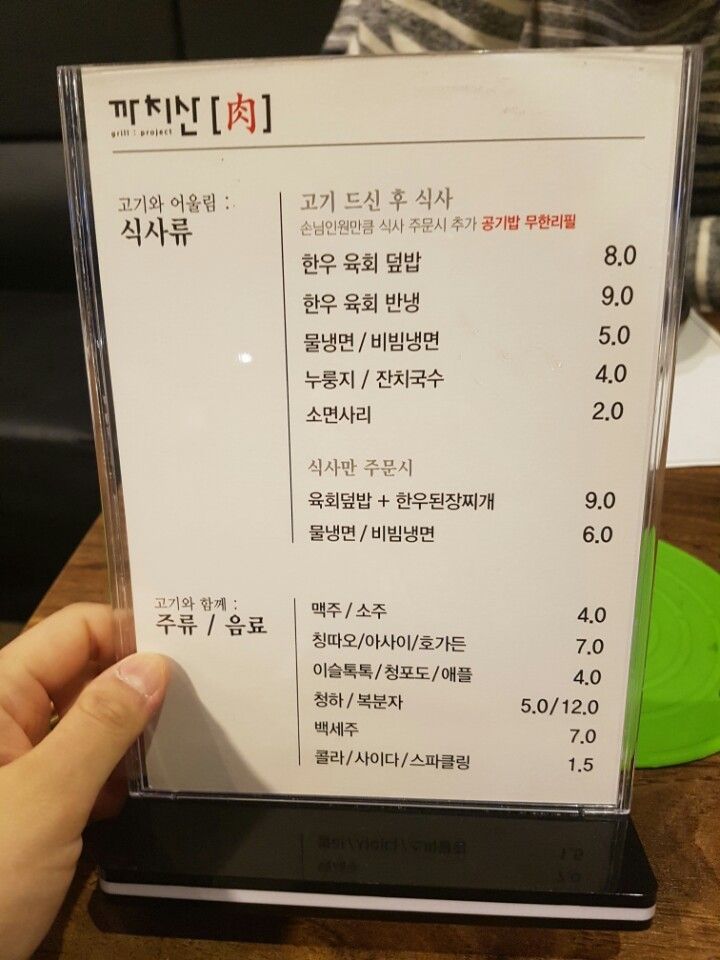 까치산 [肉]
grill : project
고기와 어울림 :
식사류
고기 드신 후 식사
손님인원만큼 식사 주문시 추가 공기밥 무한리필
한우 육회 덮밥 8.0
한우 육회 반냉 9.0
물냉면 / 비빔냉면 5.0
누룽지 / 잔치국수 4.0
소면사리 2.0
식사만 주문시
육회덮밥 + 한우된장찌개 9.0
물냉면 / 비빔냉면 6.0
고기와 함께 :
주류 / 음료
맥주 / 소주 4.0
칭따오/아사이/호가든 7.0
이슬톡톡/청포도/애플 4.0
청하 / 복분자 5.0/12.0
백세주 7.0
콜라/사이다/스파클링 1.5